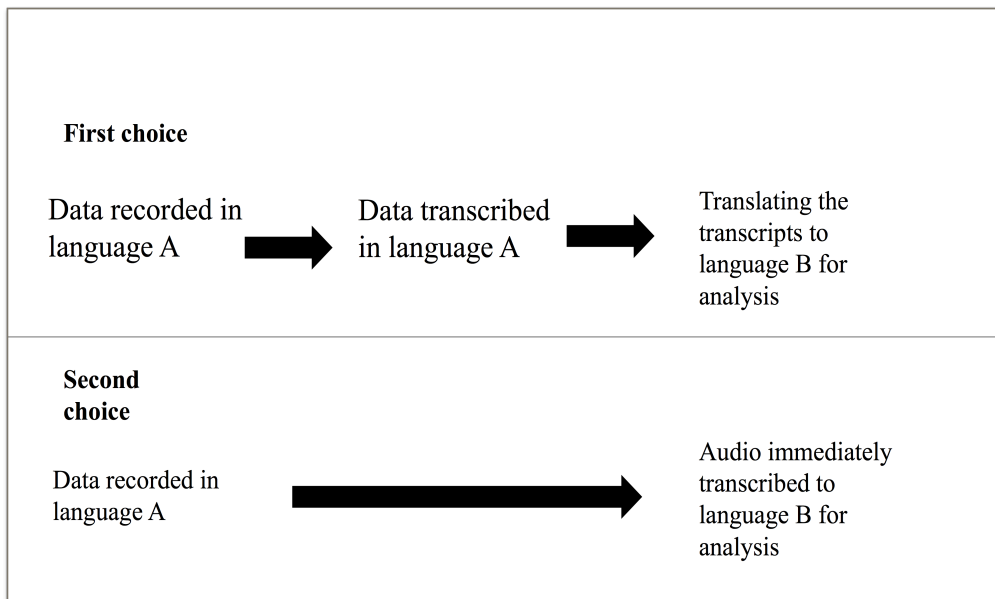 First choice
Data recorded in
language A
Data transcribed
in language A
Translating the
transcripts to
language B for
analysis
Second
choice
Data recorded in
language A
Audio immediately
transcribed to
language B for
analysis